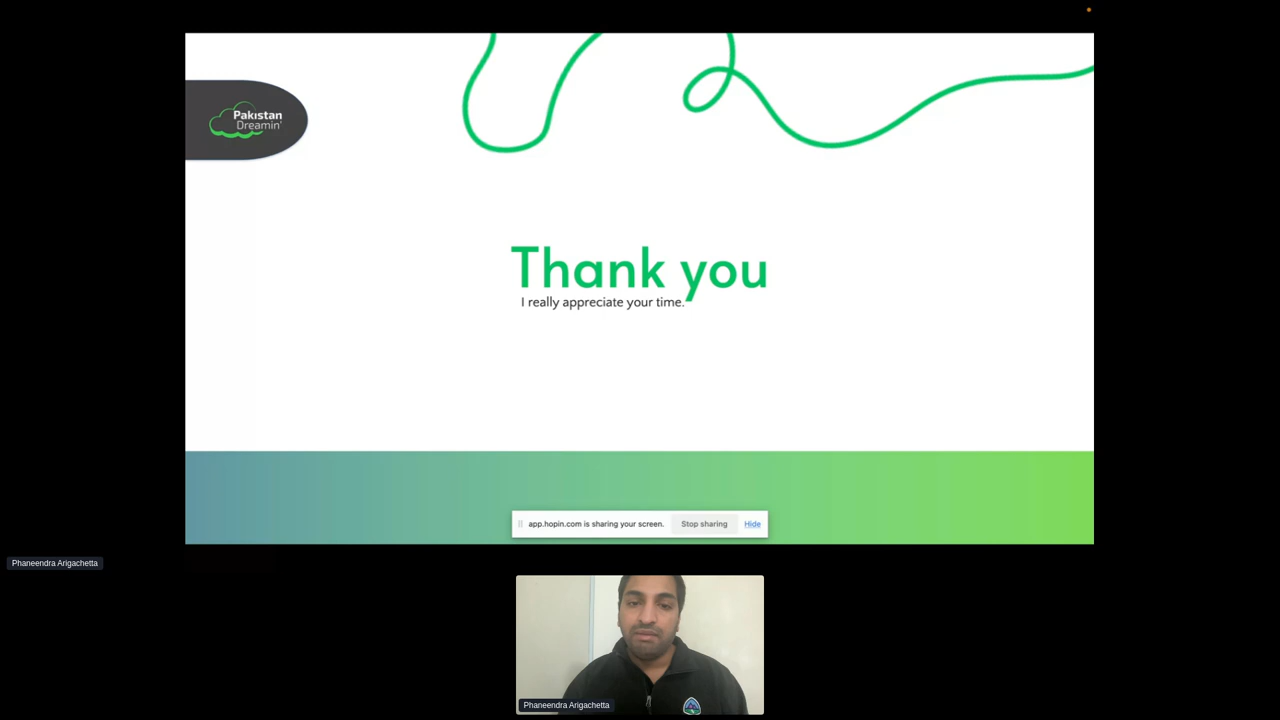 Pakistan
Dreamin'
Thank you
I really appreciate your time.
app.hopin.com is sharing your screen. Stop sharing Hide
Phaneendra Arigachetta
Phaneendra Arigachetta